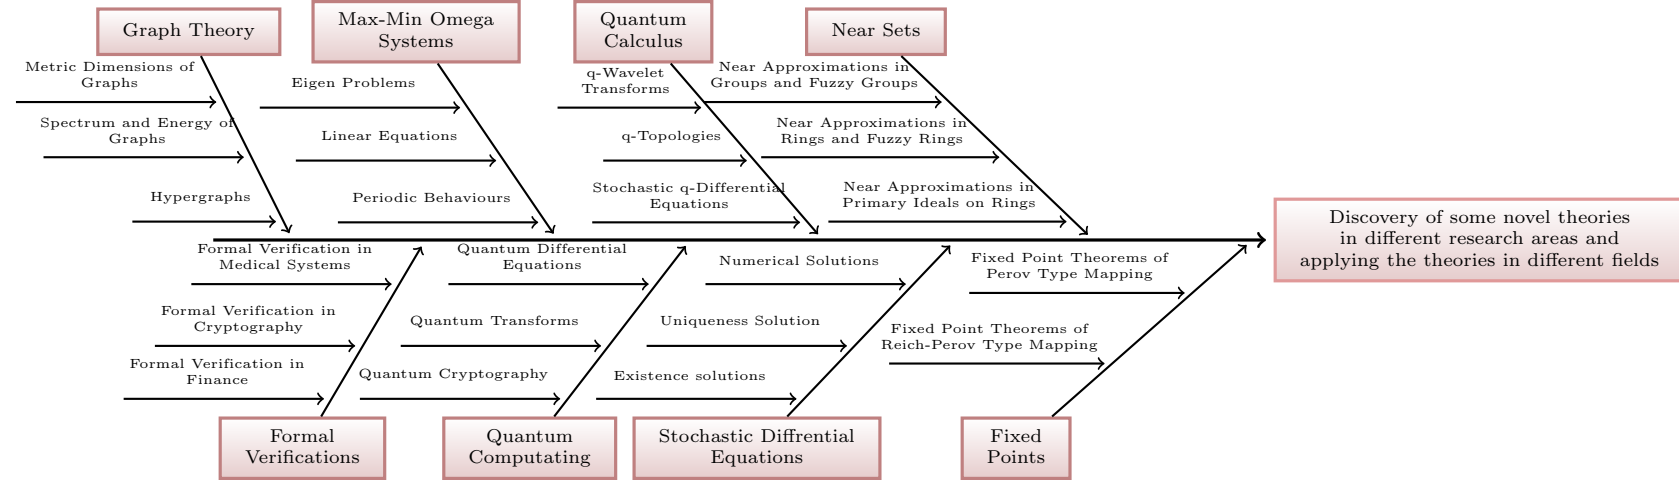 Graph Theory
Max-Min Omega
Systems
Quantum
Calculus
Near Sets
Metric Dimensions of
Graphs
Spectrum and Energy of
Graphs
Hypergraphs
Eigen Problems
Linear Equations
Periodic Behaviours
q-Wavelet
Transforms
q-Topologies
Stochastic q-Differential
Equations
Near Approximations in
Groups and Fuzzy Groups
Near Approximations in
Rings and Fuzzy Rings
Near Approximations in
Primary Ideals on Rings
Discovery of some novel theories
in different research areas and
applying the theories in different fields
Formal Verification in
Medical Systems
Formal Verification in
Cryptography
Formal Verification in
Finance
Quantum Differential
Equations
Quantum Transforms
Quantum Cryptography
Numerical Solutions
Uniqueness Solution
Existence solutions
Fixed Point Theorems of
Perov Type Mapping
Fixed Point Theorems of
Reich-Perov Type Mapping
Formal
Verifications
Quantum
Computating
Stochastic Diffrential
Equations
Fixed
Points